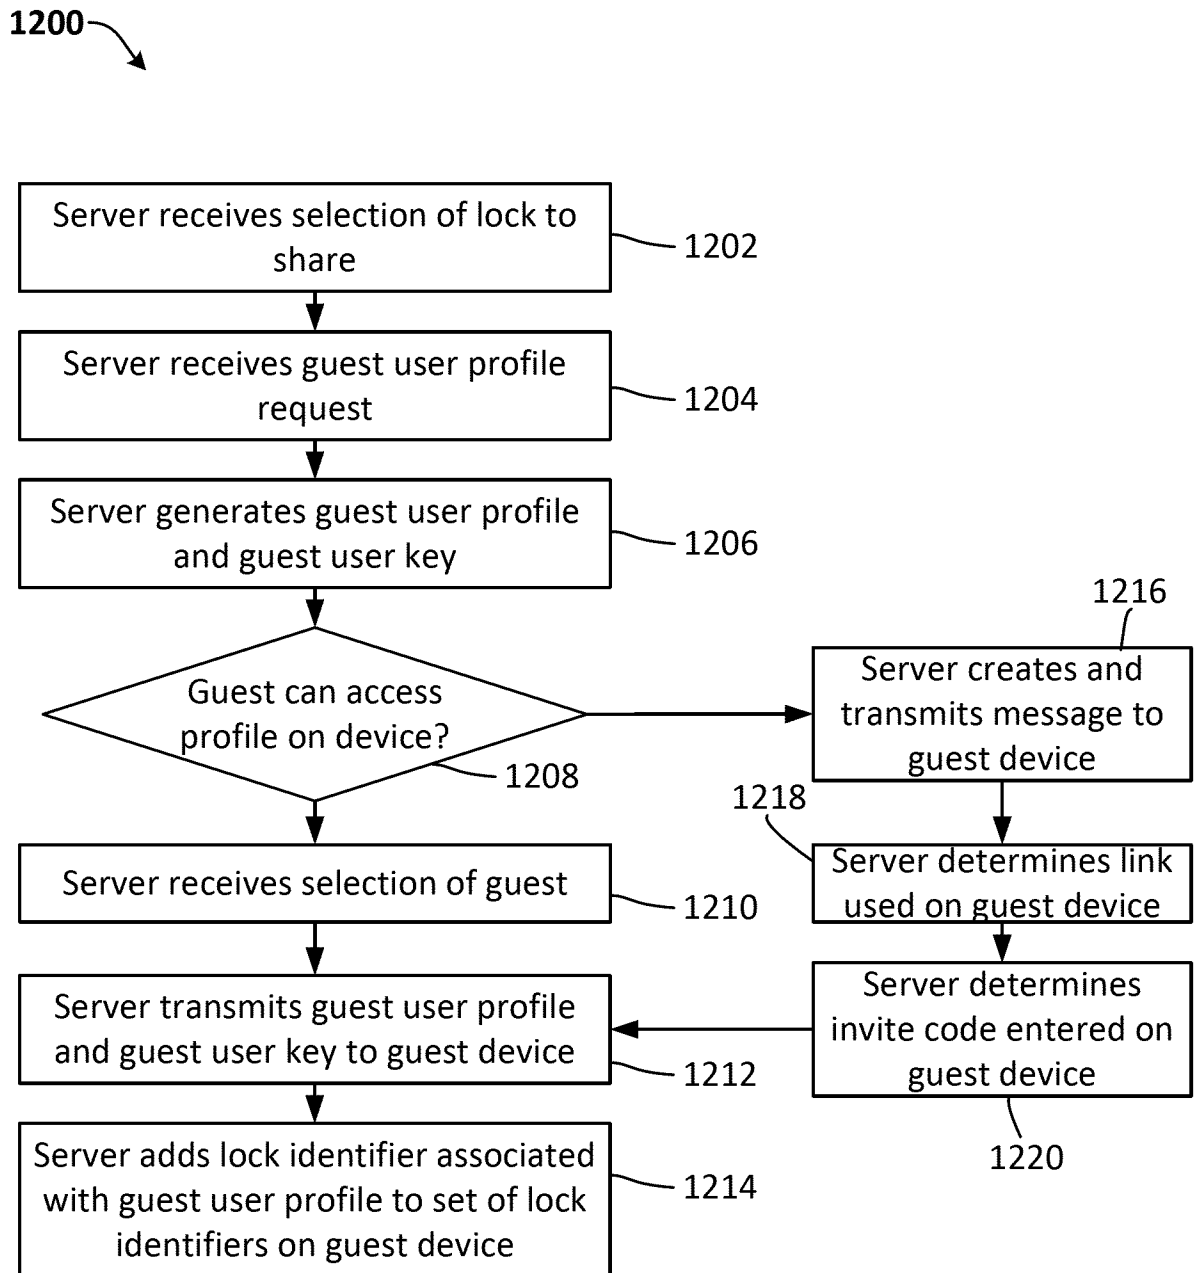 1200
Server receives selection of lock to
share
1202
Server receives guest user profile
request
1204
Server generates guest user profile
and guest user key
1206
Guest can access
profile on device?
1208
Server receives selection of guest
1210
Server transmits guest user profile
and guest user key to guest device
1212
Server adds lock identifier associated
with guest user profile to set of lock
identifiers on guest device
1214
1216
Server creates and
transmits message to
guest device
1218
Server determines link
used on guest device
Server determines
invite code entered on
guest device
1220